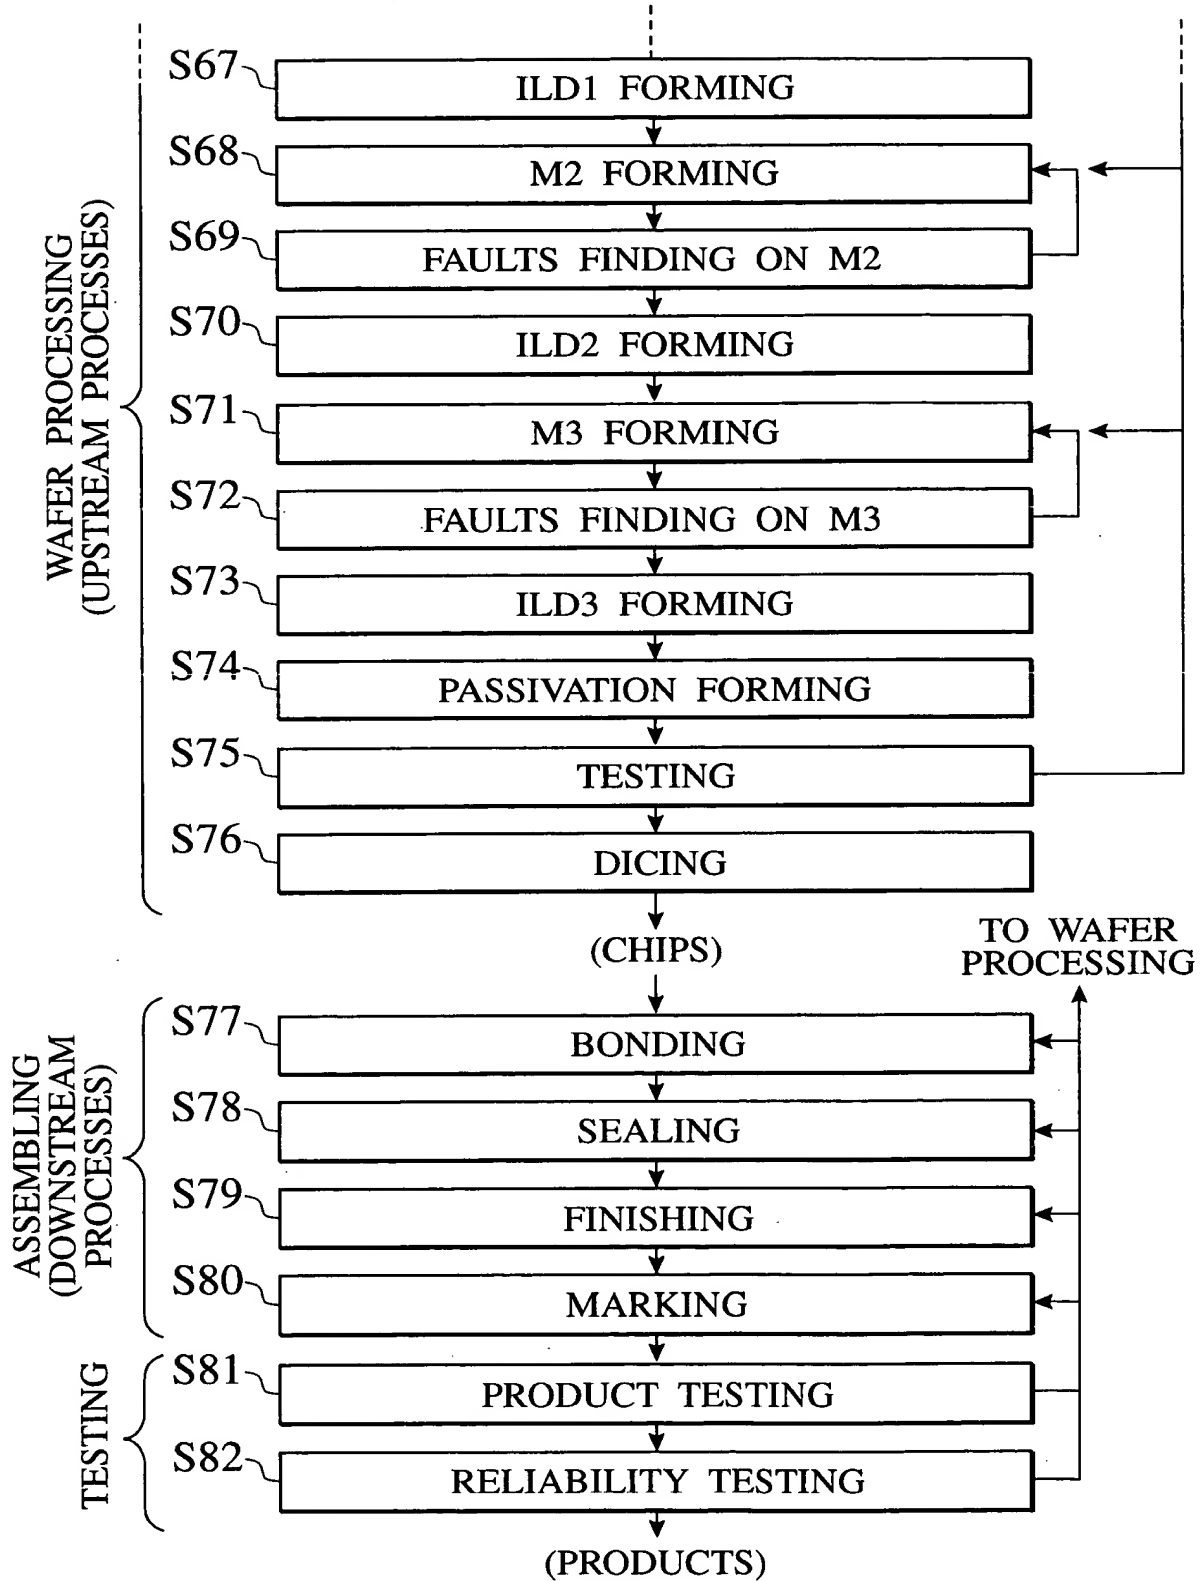 S67
ILD1 FORMING
S68
M2 FORMING
S69
FAULTS FINDING ON M2
S70
ILD2 FORMING
S71
M3 FORMING
S72
FAULTS FINDING ON M3
S73
ILD3 FORMING
S74
PASSIVATION FORMING
S75
TESTING
S76
DICING
WAFER PROCESSING
(UPSTREAM PROCESSES)
(CHIPS)
TO WAFER
PROCESSING
S77
BONDING
S78
SEALING
S79
FINISHING
S80
MARKING
ASSEMBLING
(DOWNSTREAM
PROCESSES)
S81
PRODUCT TESTING
S82
RELIABILITY TESTING
TESTING
(PRODUCTS)